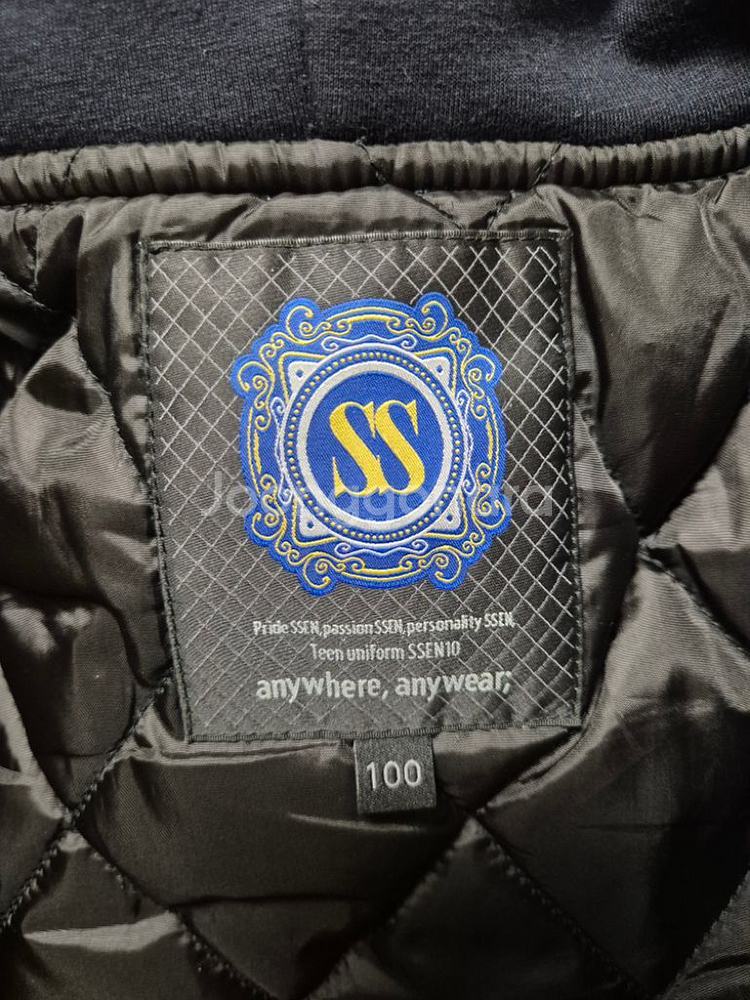 SS
Pride SSEN, passion SSEN, personality SSEN,
Teen uniform SSEN10
anywhere, anywear;
100